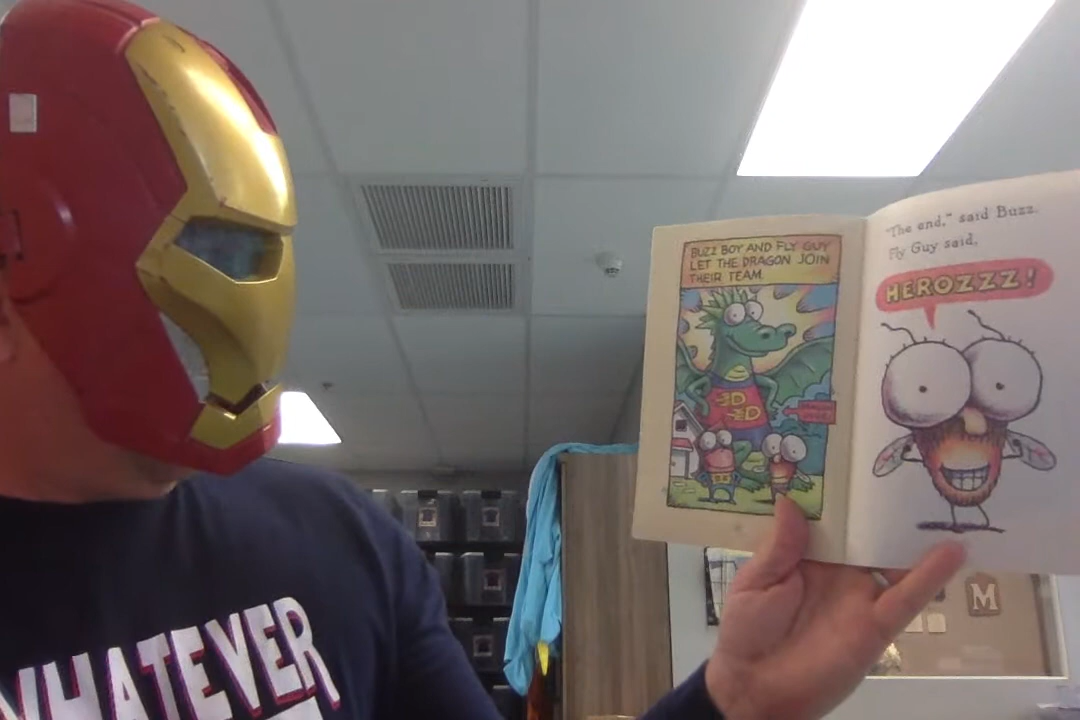 BUZZ BOY AND FLY GUY
LET THE DRAGON JOIN
THEIR TEAM.
"The end," said Buzz.
Fly Guy said,
HEROZZZ!
WHATEVER
M